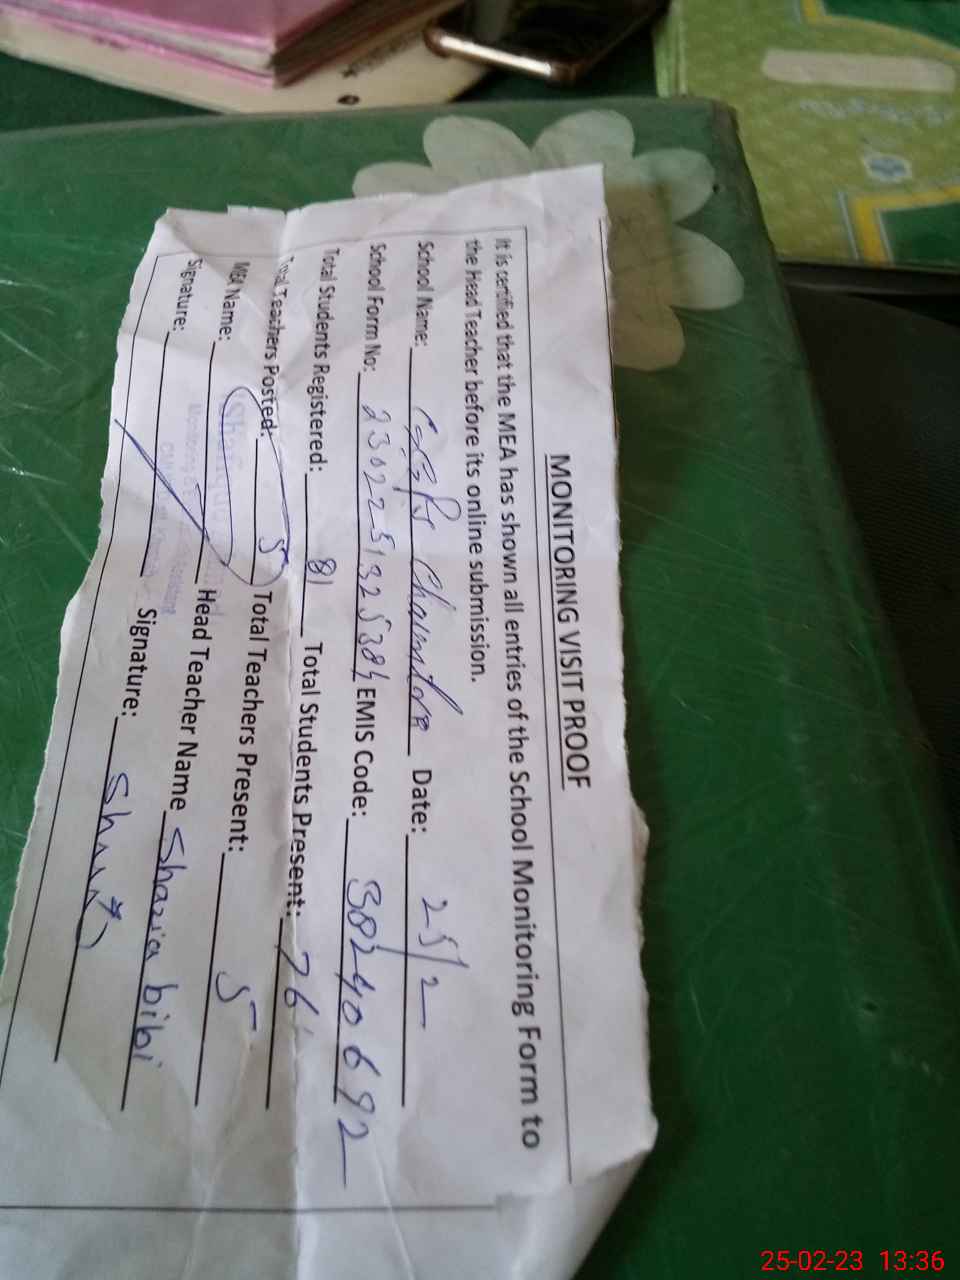 MONITORING VISIT PROOF
It is certified that the MEA has shown all entries of the School Monitoring Form to
the Head Teacher before its online submission.
School Name: Date: 25/2
School Form No: EMIS Code: 38240692
Total Students Registered: 81 Total Students Present: 76
Total Teachers Posted: 5 Total Teachers Present: 5
MEA Name: Head Teacher Name Shazia bibi
Signature: Signature:
25-02-23 13:36